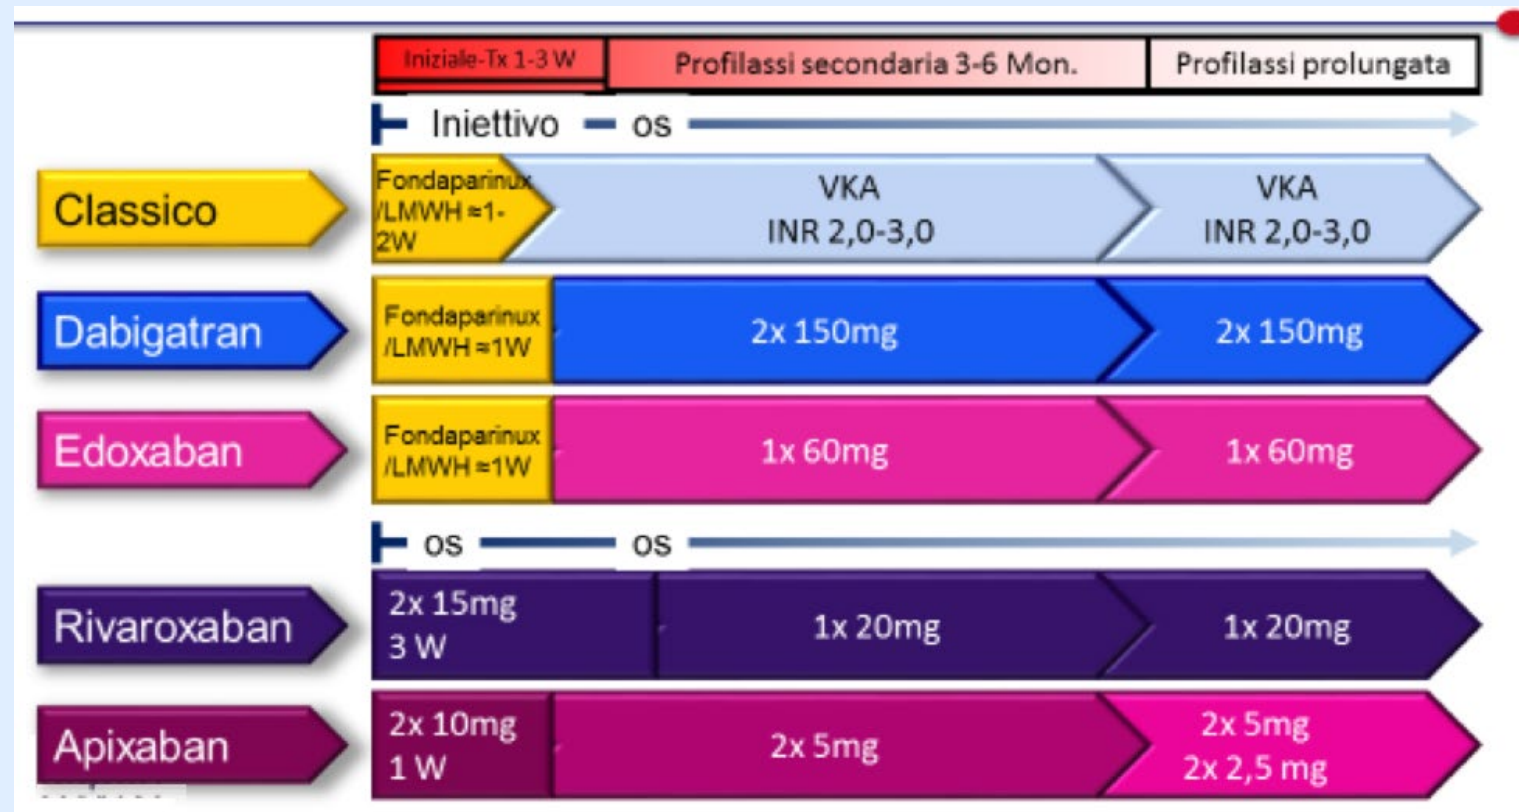 Iniziale-Tx 1-3 W
Profilassi secondaria 3-6 Mon.
Profilassi prolungata
Iniettivo
os
Classico
Fondaparinux
/LMWH ≈1-
2W
VKA
INR 2,0-3,0
VKA
INR 2,0-3,0
Dabigatran
Fondaparinux
/LMWH ≈1W
2x 150mg
2x 150mg
Edoxaban
Fondaparinux
/LMWH ≈1W
1x 60mg
1x 60mg
os
os
Rivaroxaban
2x 15mg
3 W
1x 20mg
1x 20mg
Apixaban
2x 10mg
1 W
2x 5mg
2x 5mg
2x 2,5 mg